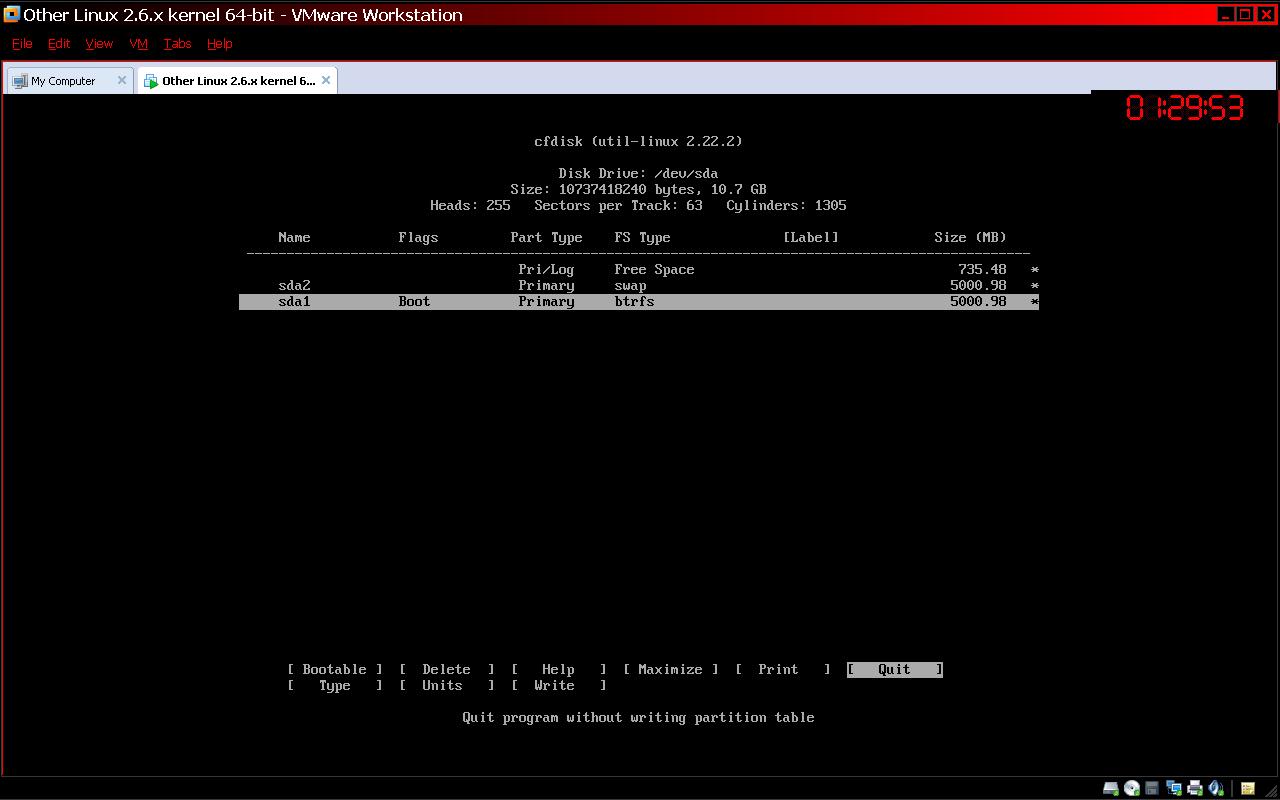 Other Linux 2.6.x kernel 64-bit - VMware Workstation
File Edit View VM Tabs Help
My Computer Other Linux 2.6.x kernel 6...
01:29:53
cfdisk (util-linux 2.22.2)
Disk Drive: /dev/sda
Size: 10737418240 bytes, 10.7 GB
Heads: 255 Sectors per Track: 63 Cylinders: 1305
Name Flags Part Type FS Type [Label] Size (MB)
Pri/Log Free Space 735.48 *
sda2 Primary swap 5000.98 *
sda1 Boot Primary btrfs 5000.98 *
[ Bootable ] [ Delete ] [ Help ] [ Maximize ] [ Print ] [ Quit ]
[ Type ] [ Units ] [ Write ]
Quit program without writing partition table